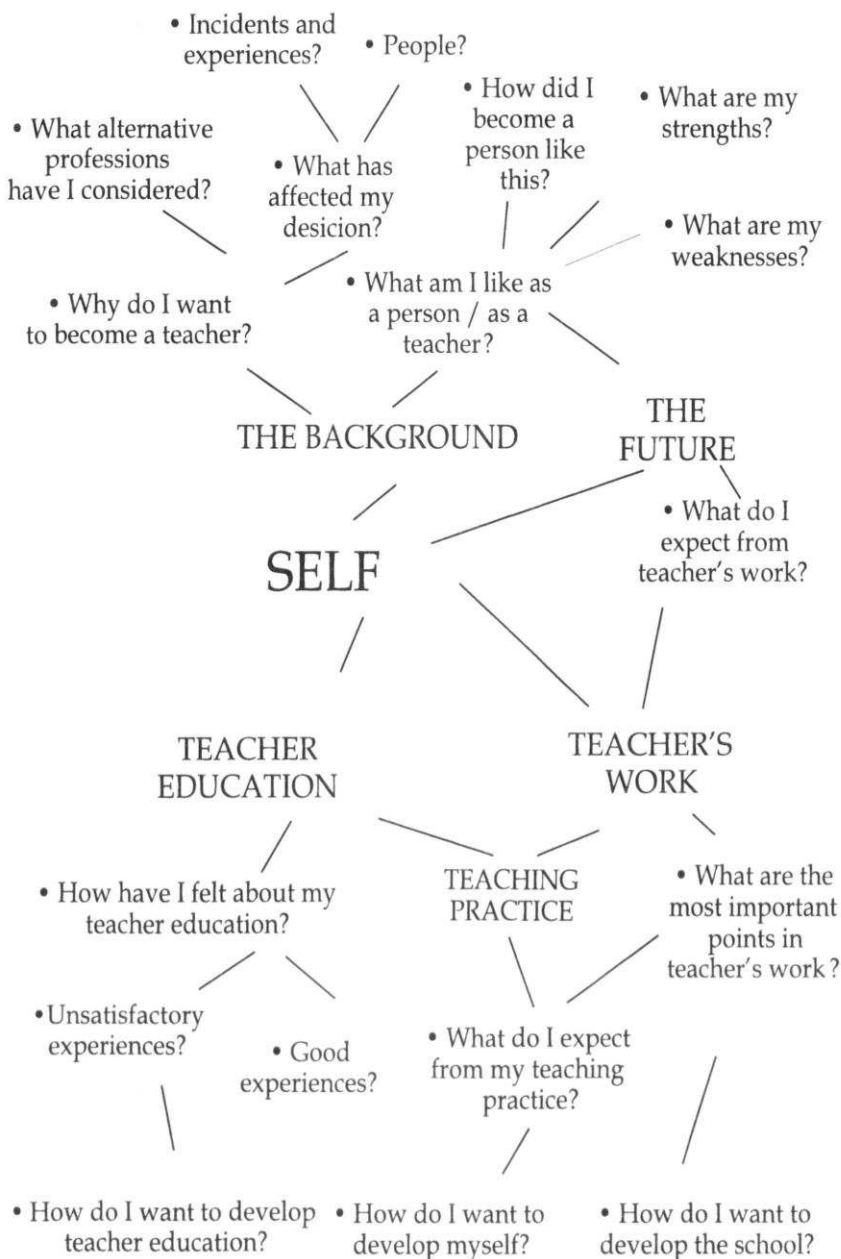 • Incidents and
experiences?
• People?
• How did I
become a
person like
this?
• What are my
strengths?
• What alternative
professions
have I considered?
• What has
affected my
desicion?
• What are my
weaknesses?
• Why do I want
to become a teacher?
• What am I like as
a person / as a
teacher?
THE BACKGROUND
THE
FUTURE
• What do I
expect from
teacher's work?
SELF
TEACHER
EDUCATION
TEACHER'S
WORK
• How have I felt about my
teacher education?
TEACHING
PRACTICE
• What are the
most important
points in
teacher's work?
•Unsatisfactory
experiences?
• Good
experiences?
• What do I expect
from my teaching
practice?
• How do I want to develop
teacher education?
• How do I want to
develop myself?
• How do I want to
develop the school?